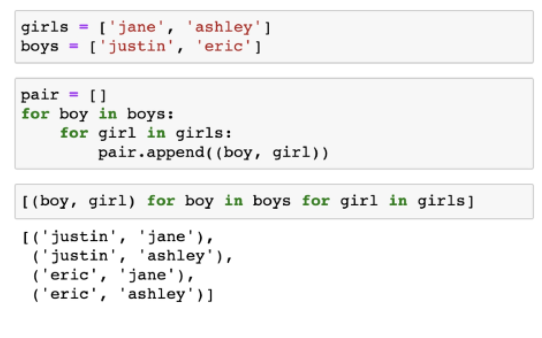 girls = ['jane', 'ashley']
boys = ['justin', 'eric']
pair = []
for boy in boys:
    for girl in girls:
        pair.append((boy, girl))
[(boy, girl) for boy in boys for girl in girls]
[('justin', 'jane'),
 ('justin', 'ashley'),
 ('eric', 'jane'),
 ('eric', 'ashley')]